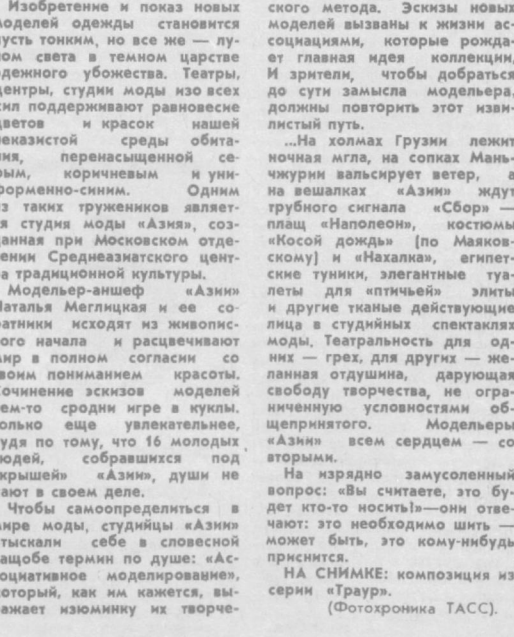 Изобретение и показ новых
моделей одежды становится
пусть тонким, но все же — лу-
чом света в темном царстве
одежного убожества. Театры,
центры, студии моды изо всех
сил поддерживают равновесие
цветов и красок нашей
неказистой среды обита-
ния, перенасыщенной се-
рым, коричневым и уни-
форменно-синим. Одним
из таких тружеников являет-
ся студия моды «Азия», соз-
данная при Московском отде-
лении Среднеазиатского цент-
ра традиционной культуры.
Модельер-аншеф «Азии»
Наталья Меглицкая и ее со-
ратники исходят из живопис-
ного начала и расцвечивают
мир в полном согласии со
своим пониманием красоты.
Сочинение эскизов моделей
чем-то сродни игре в куклы.
Только еще увлекательнее,
судя по тому, что 16 молодых
людей, собравшихся под
«крышей» «Азии», души не
чают в своем деле.
Чтобы самоопределиться в
мире моды, студийцы «Азии»
отыскали себе в словесной
чащобе термин по душе: «Ас-
социативное моделирование»,
который, как им кажется, вы-
ражает изюминку их творче-
ского метода. Эскизы новых
моделей вызваны к жизни ас-
социациями, которые рожда-
ет главная идея коллекции.
И зрители, чтобы добраться
до сути замысла модельера,
должны повторить этот изви-
листый путь.
...На холмах Грузии лежит
ночная мгла, на сопках Мань-
чжурии вальсирует ветер, а
на вешалках «Азии» ждут
трубного сигнала «Сбор» —
плащ «Наполеон», костюмы
«Косой дождь» (по Маяков-
скому) и «Нахалка», египет-
ские туники, элегантные туа-
леты для «птичьей» элиты
и другие тканые действующие
лица в студийных спектаклях
моды. Театральность для од-
них — грех, для других — же-
ланная отдушина, дарующая
свободу творчества, не огра-
ниченную условностями об-
щепринятого. Модельеры
«Азии» всем сердцем — со
вторыми.
На изрядно замусоленный
вопрос: «Вы считаете, это бу-
дет кто-то носить!»—они отве-
чают: это необходимо шить —
может быть, это кому-нибудь
приснится.
НА СНИМКЕ: композиция из
серии «Траур».
(Фотохроника ТАСС).